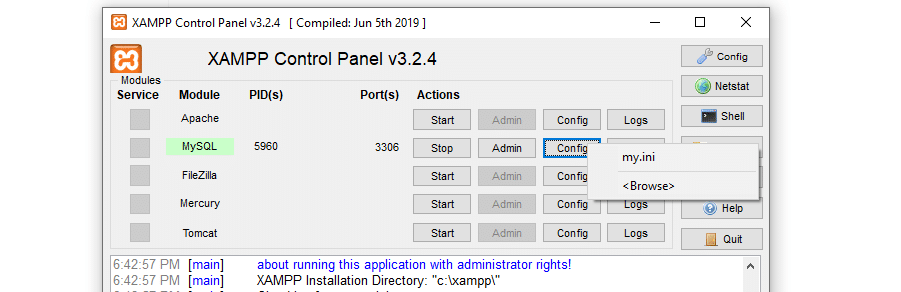 XAMPP Control Panel v3.2.4 [ Compiled: Jun 5th 2019 ]
XAMPP Control Panel v3.2.4
Config
Modules
Service Module PID(s) Port(s) Actions
Netstat
Apache Start Admin Config Logs
Shell
MySQL 5960 3306 Stop Admin Config
my.ini
FileZilla Start Admin Config
<Browse>
Mercury Start Admin Config Logs
Help
Tomcat Start Admin Config Logs
Quit
6:42:57 PM [main] about running this application with administrator rights!
6:42:57 PM [main] XAMPP Installation Directory: "c:\xampp\"